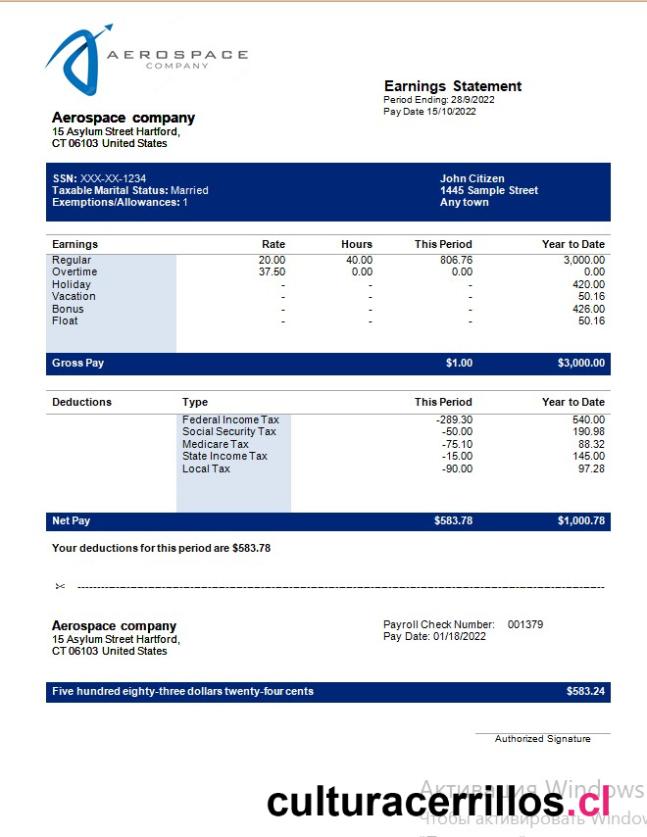 AEROSPACE
COMPANY
Earnings Statement
Period Ending: 28/9/2022
Pay Date 15/10/2022
Aerospace company
15 Asylum Street Hartford,
CT 06103 United States
SSN: XXX-XX-1234
Taxable Marital Status: Married
Exemptions/Allowances: 1
John Citizen
1445 Sample Street
Any town
Earnings Rate Hours This Period Year to Date
Regular 20.00 40.00 806.76 3,000.00
Overtime 37.50 0.00 0.00 0.00
Holiday - - - 420.00
Vacation - - - 50.16
Bonus - - - 426.00
Float - - - 50.16
Gross Pay $1.00 $3,000.00
Deductions Type This Period Year to Date
Federal Income Tax -289.30 540.00
Social Security Tax -50.00 190.98
Medicare Tax -75.10 88.32
State Income Tax -15.00 145.00
Local Tax -90.00 97.28
Net Pay $583.78 $1,000.78
Your deductions for this period are $583.78
Aerospace company
15 Asylum Street Hartford,
CT 06103 United States
Payroll Check Number: 001379
Pay Date: 01/18/2022
Five hundred eighty-three dollars twenty-four cents $583.24
Authorized Signature
Активация Windows
culturacerrillos.cl
Чтобы активировать Window